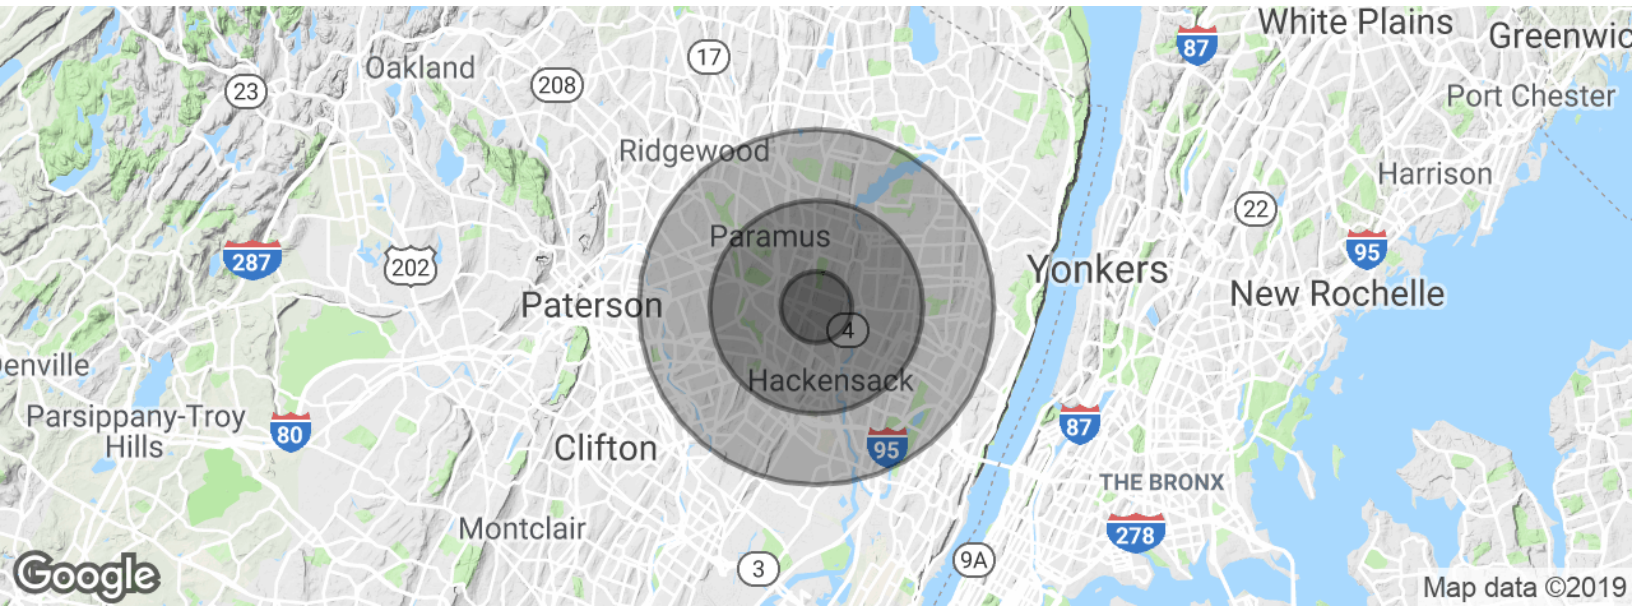 White Plains
Greenwic
87
17
Oakland
208
23
Port Chester
Ridgewood
Harrison
22
Paramus
95
287
202
Yonkers
New Rochelle
Paterson
4
enville
Hackensack
Parsippany-Troy
Hills
80
87
Clifton
95
THE BRONX
Montclair
278
9A
3
Google
Map data ©2019